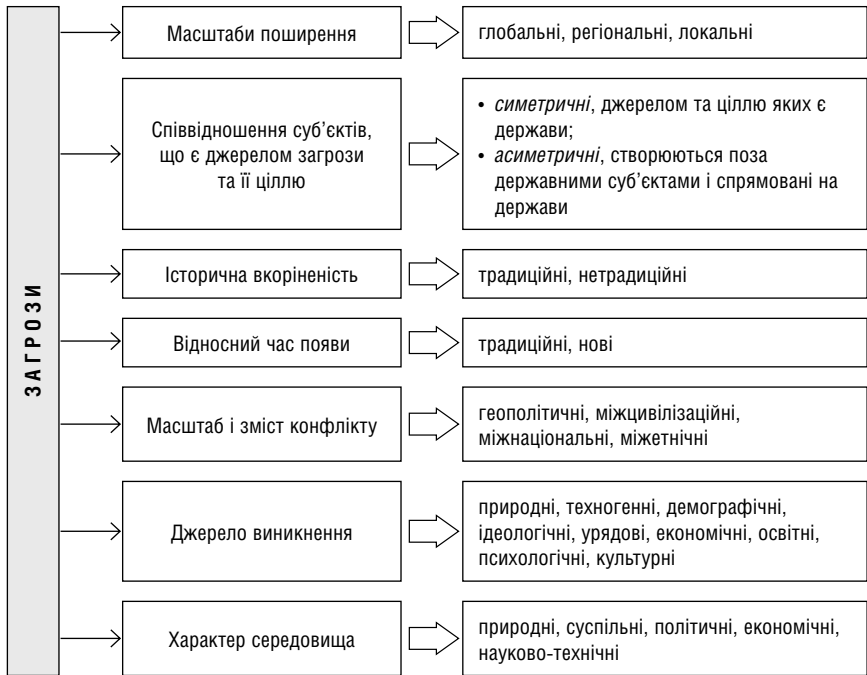 ЗАГРОЗИ
Масштаби поширення
глобальні, регіональні, локальні
Співвідношення суб’єктів,
що є джерелом загрози
та її ціллю
• симетричні, джерелом та ціллю яких є
держави;
• асиметричні, створюються поза
державними суб’єктами і спрямовані на
держави
Історична вкоріненість
традиційні, нетрадиційні
Відносний час появи
традиційні, нові
Масштаб і зміст конфлікту
геополітичні, міжцивілізаційні,
міжнаціональні, міжетнічні
Джерело виникнення
природні, техногенні, демографічні,
ідеологічні, урядові, економічні, освітні,
психологічні, культурні
Характер середовища
природні, суспільні, політичні, економічні,
науково-технічні